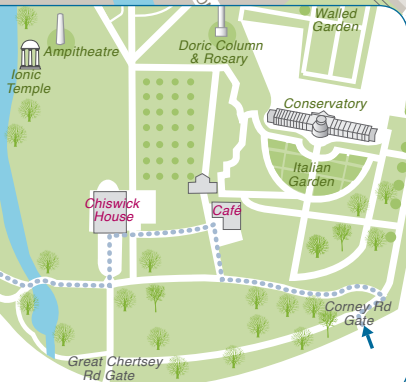 Walled
Garden
Ampitheatre
Doric Column
& Rosary
Ionic
Temple
Conservatory
Italian
Garden
Chiswick
House
Café
Corney Rd
Gate
Great Chertsey
Rd Gate